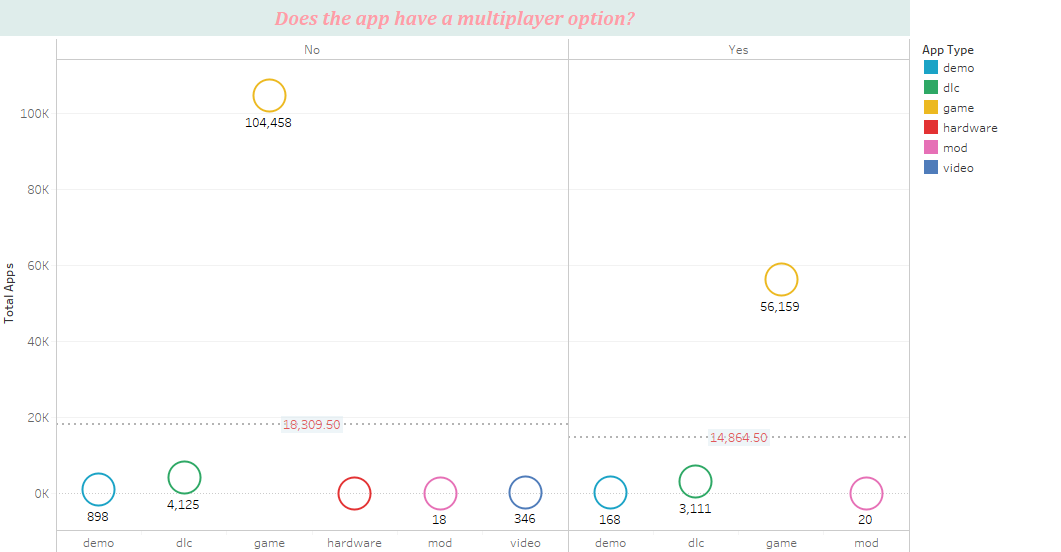 Does the app have a multiplayer option?
No
Yes
App Type
demo
dlc
game
hardware
mod
video
Total Apps
100K
80K
60K
40K
20K
0K
104,458
56,159
18,309.50
14,864.50
898
4,125
18
346
168
3,111
20
demo dlc game hardware mod video demo dlc game mod